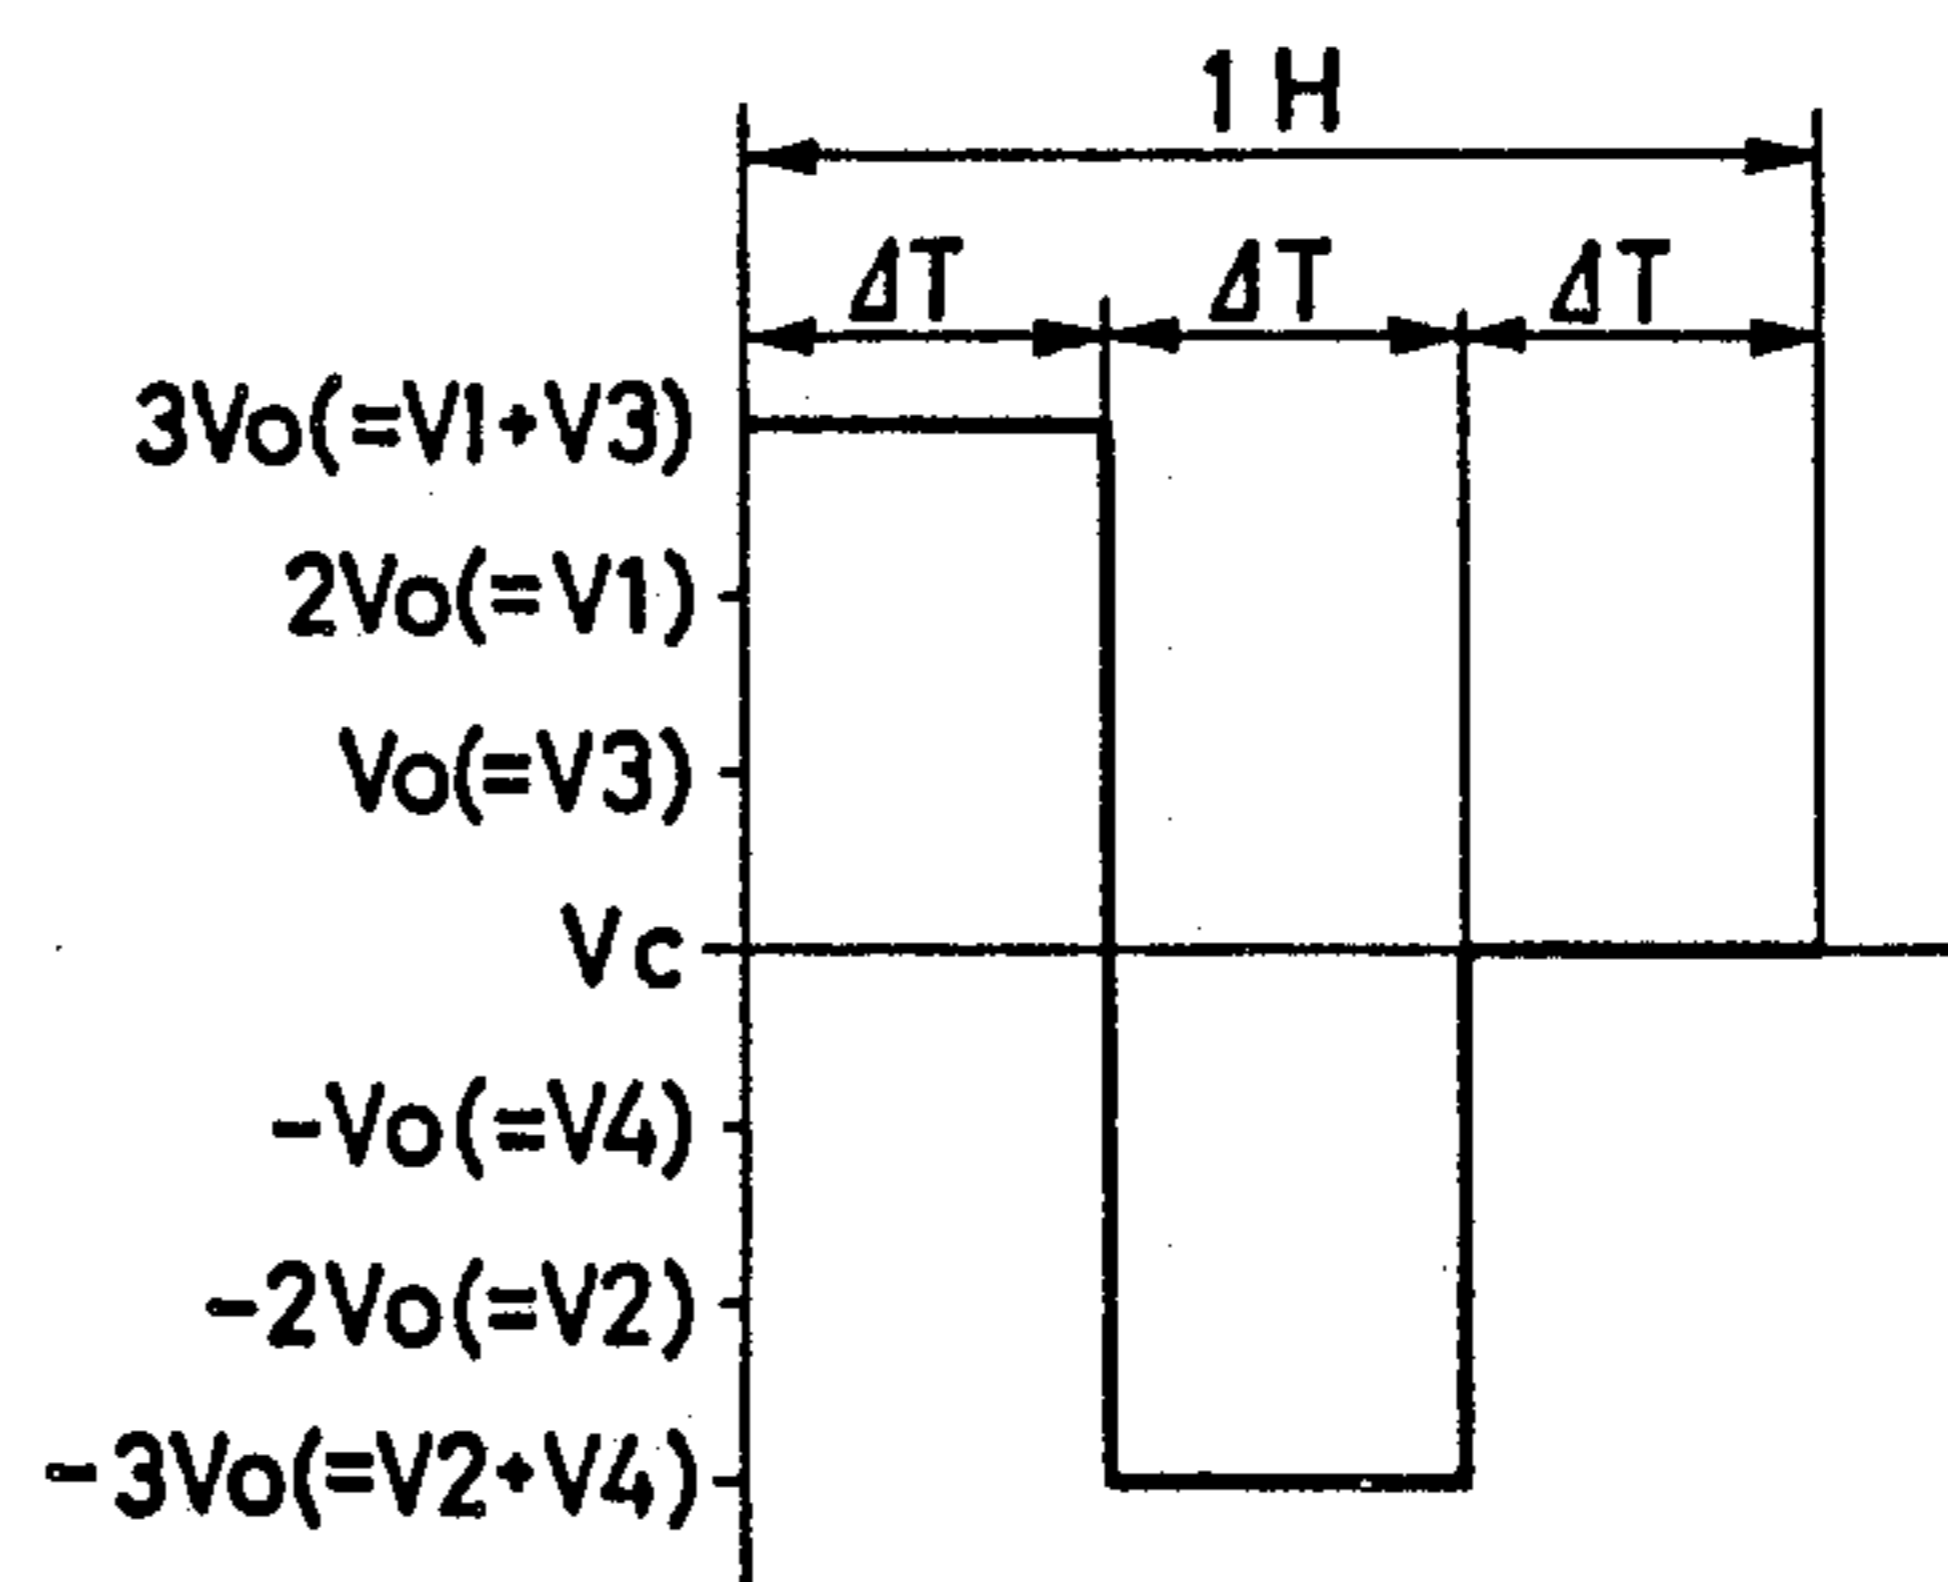 1H
ΔT ΔT ΔT
3Vo(=V1+V3)
2Vo(=V1)
Vo(=V3)
Vc
-Vo(=V4)
-2Vo(=V2)
-3Vo(=V2+V4)